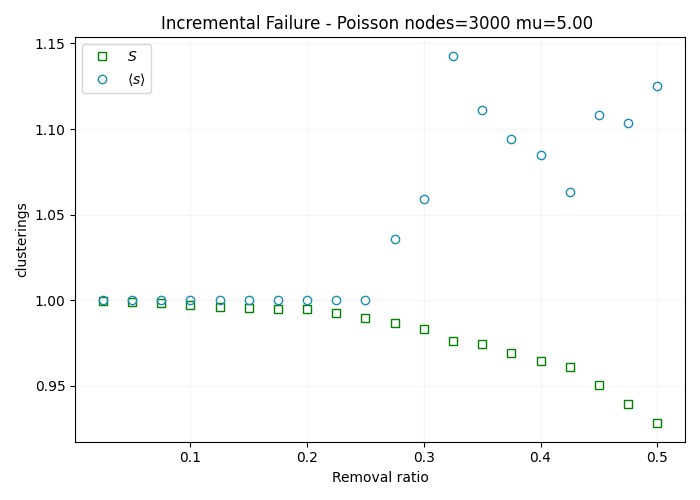 Incremental Failure - Poisson nodes=3000 mu=5.00
S
⟨s⟩
clusterings
1.15
1.10
1.05
1.00
0.95
0.1 0.2 0.3 0.4 0.5
Removal ratio